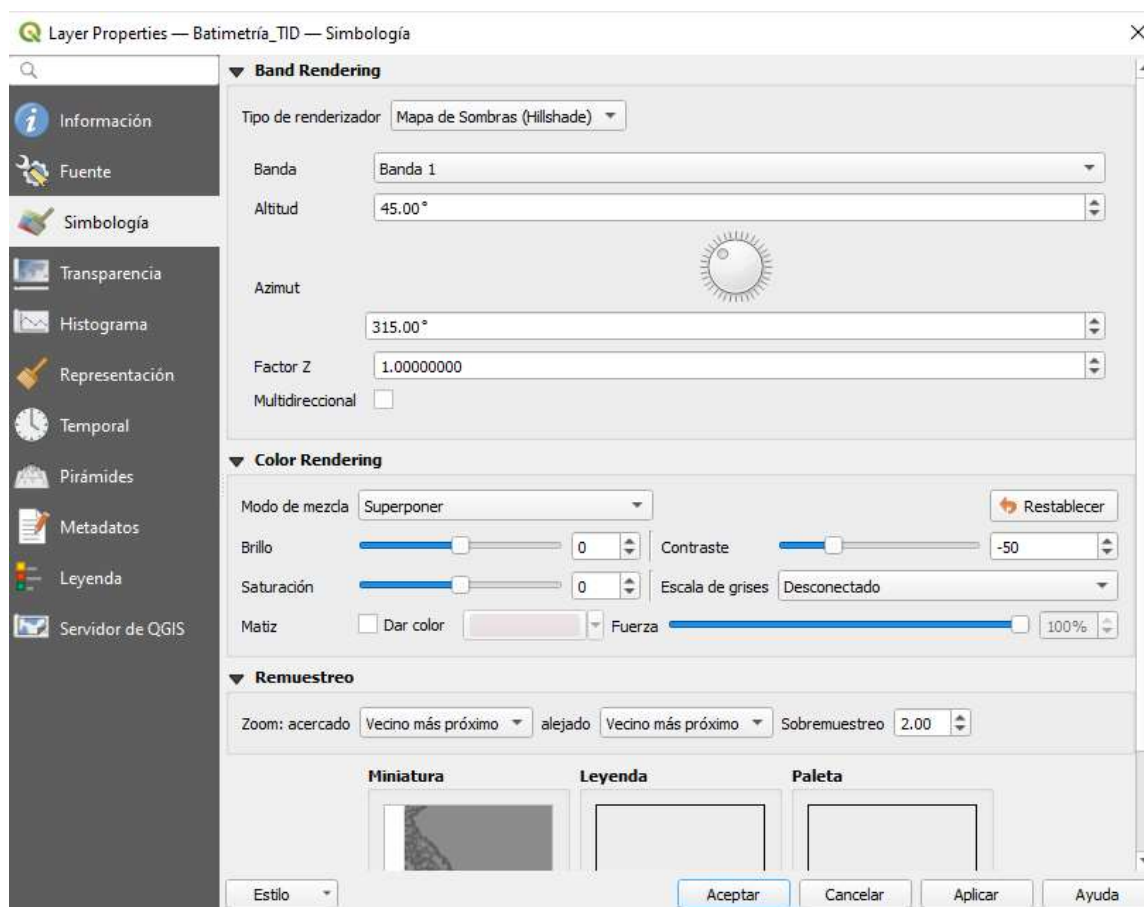 Layer Properties — Batimetría_TID — Simbología
Información
Fuente
Simbología
Transparencia
Histograma
Representación
Temporal
Pirámides
Metadatos
Leyenda
Servidor de QGIS
Band Rendering
Tipo de renderizador Mapa de Sombras (Hillshade)
Banda Banda 1
Altitud 45.00°
Azimut
315.00°
Factor Z 1.00000000
Multidireccional
Color Rendering
Modo de mezcla Superponer Restablecer
Brillo 0 Contraste -50
Saturación 0 Escala de grises Desconectado
Matiz Dar color Fuerza 100%
Remuestreo
Zoom: acercado Vecino más próximo alejado Vecino más próximo Sobremuestreo 2.00
Miniatura Leyenda Paleta
Estilo Aceptar Cancelar Aplicar Ayuda